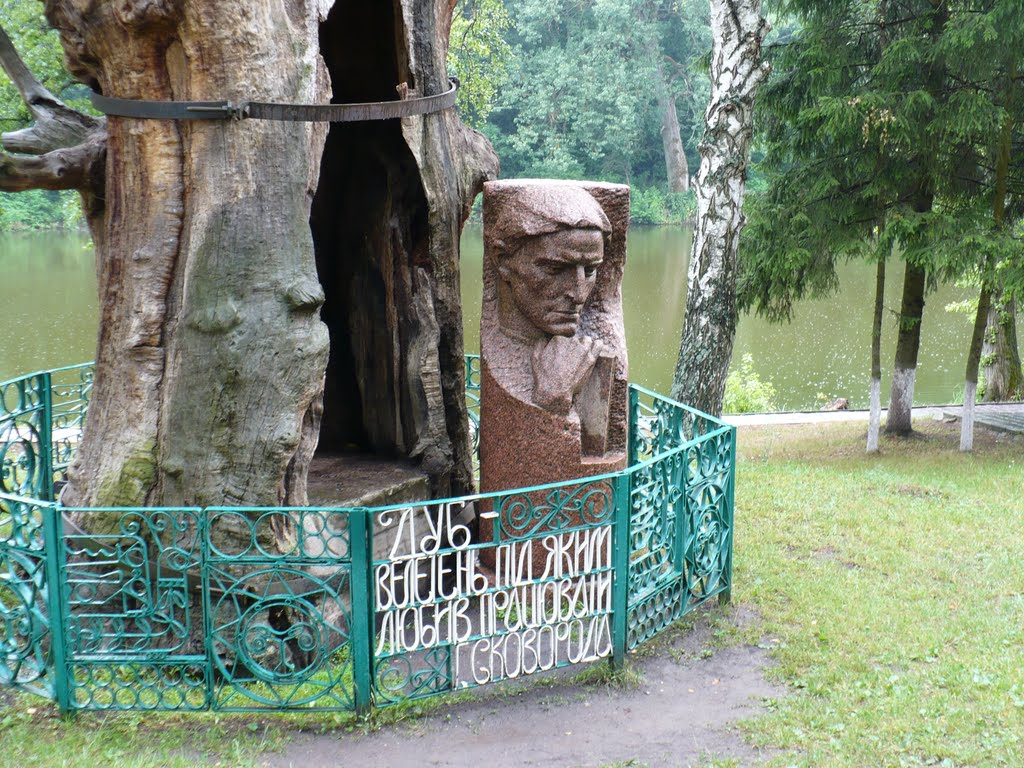 ДУБ -
ВЕЛЕТЕНЬ ПІД ЯКИМ
ЛЮБИВ ПРАЦЮВАТИ
Г. СКОВОРОДА